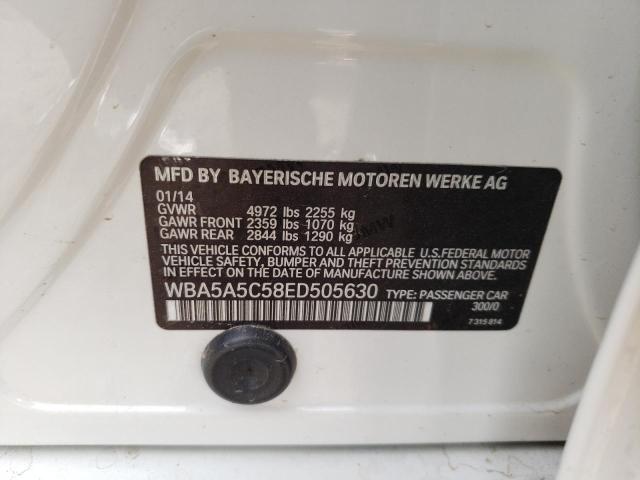 MFD BY BAYERISCHE MOTOREN WERKE AG
01/14
GVWR 4972 lbs 2255 kg
GAWR FRONT 2359 lbs 1070 kg
GAWR REAR 2844 lbs 1290 kg
THIS VEHICLE CONFORMS TO ALL APPLICABLE U.S.FEDERAL MOTOR
VEHICLE SAFETY, BUMPER, AND THEFT PREVENTION STANDARDS
IN EFFECT ON THE DATE OF MANUFACTURE SHOWN ABOVE.
WBA5A5C58ED505630 TYPE: PASSENGER CAR
300/0
7 315 814
BMW